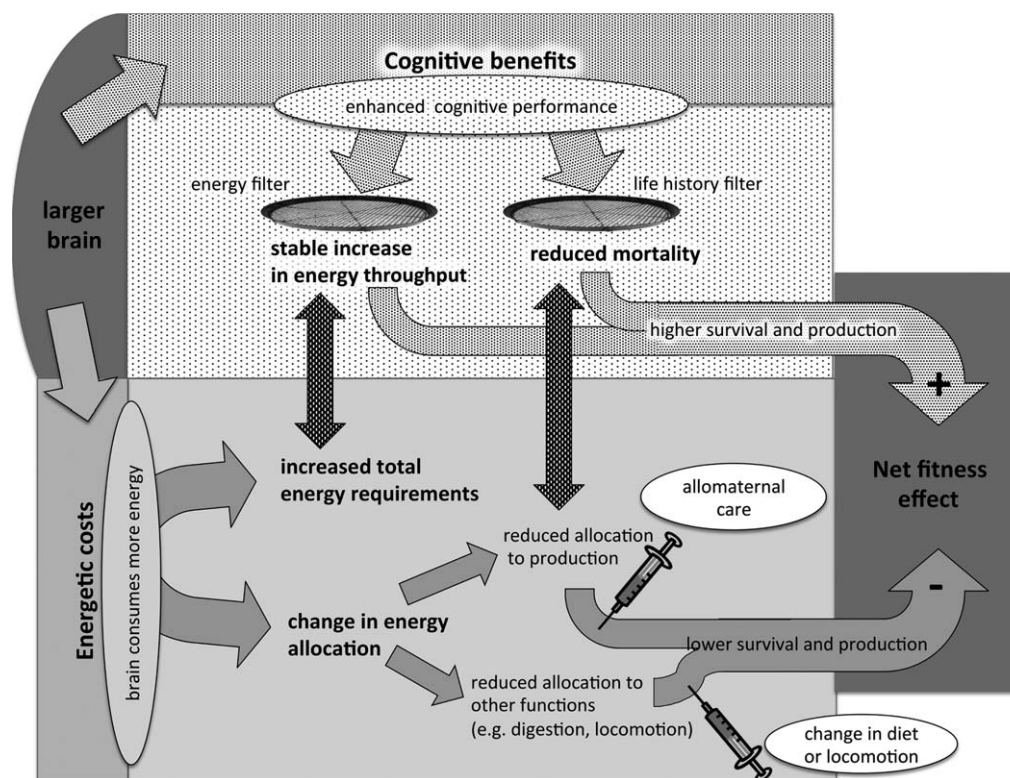 Cognitive benefits
enhanced cognitive performance
energy filter
life history filter
larger
brain
stable increase
in energy throughput
reduced mortality
higher survival and production
+
Net fitness
effect
Energetic costs
brain consumes more energy
increased total
energy requirements
allomaternal
care
reduced allocation
to production
change in energy
allocation
-
lower survival and production
reduced allocation to
other functions
(e.g. digestion, locomotion)
change in diet
or locomotion